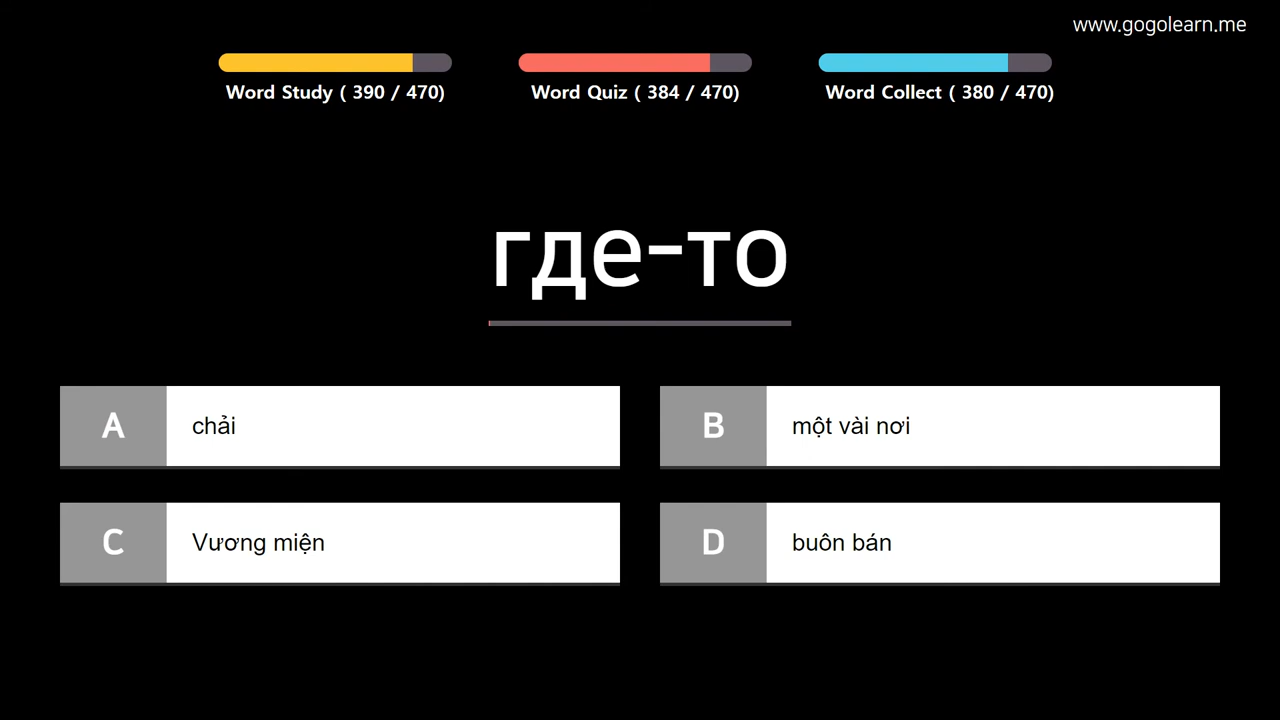 www.gogolearn.me
Word Study ( 390 / 470)
Word Quiz ( 384 / 470)
Word Collect ( 380 / 470)
где-то
A chải
B một vài nơi
C Vương miện
D buôn bán